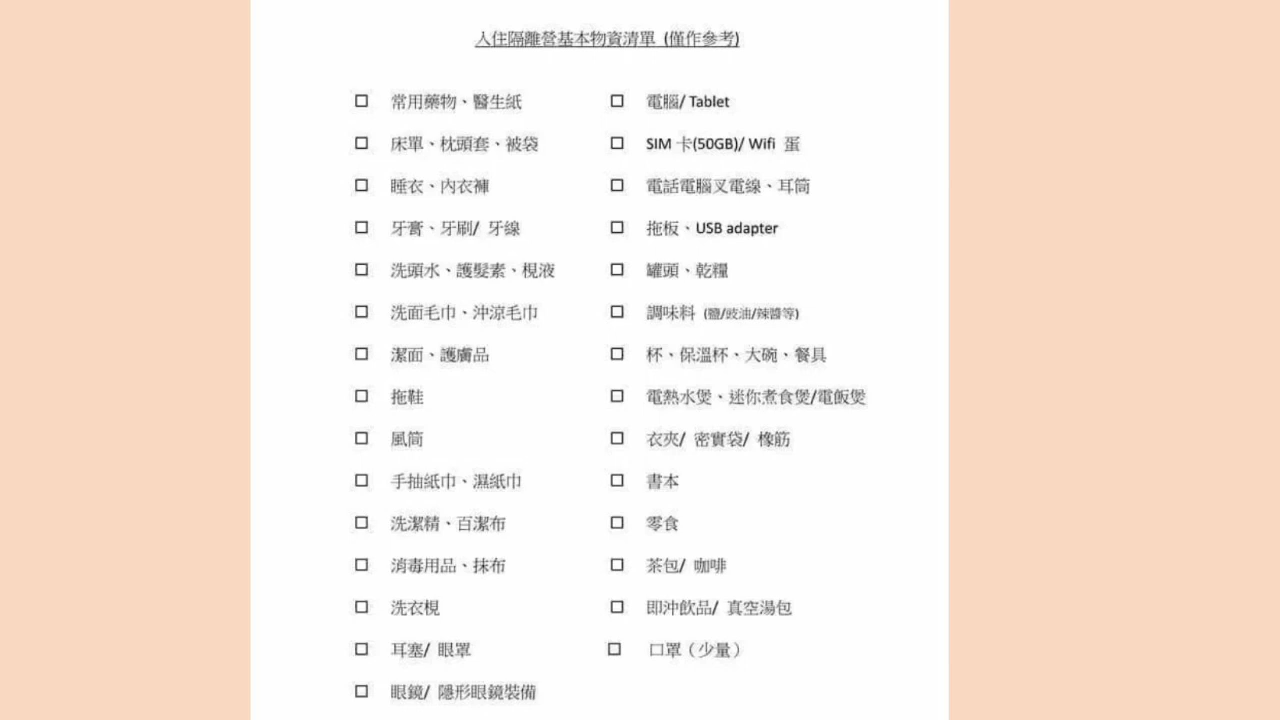 入住隔離營基本物資清單 (僅作參考)
常用藥物、醫生紙
床單、枕頭套、被袋
睡衣、內衣褲
牙膏、牙刷/ 牙線
洗頭水、護髮素、梘液
洗面毛巾、沖涼毛巾
潔面、護膚品
拖鞋
風筒
手抽紙巾、濕紙巾
洗潔精、百潔布
消毒用品、抹布
洗衣梘
耳塞/ 眼罩
眼鏡/ 隱形眼鏡裝備
電腦/ Tablet
SIM 卡(50GB)/ Wifi 蛋
電話電腦叉電線、耳筒
拖板、USB adapter
罐頭、乾糧
調味料 (鹽/豉油/辣醬等)
杯、保溫杯、大碗、餐具
電熱水煲、迷你煮食煲/電飯煲
衣夾/ 密實袋/ 橡筋
書本
零食
茶包/ 咖啡
即沖飲品/ 真空湯包
口罩（少量）